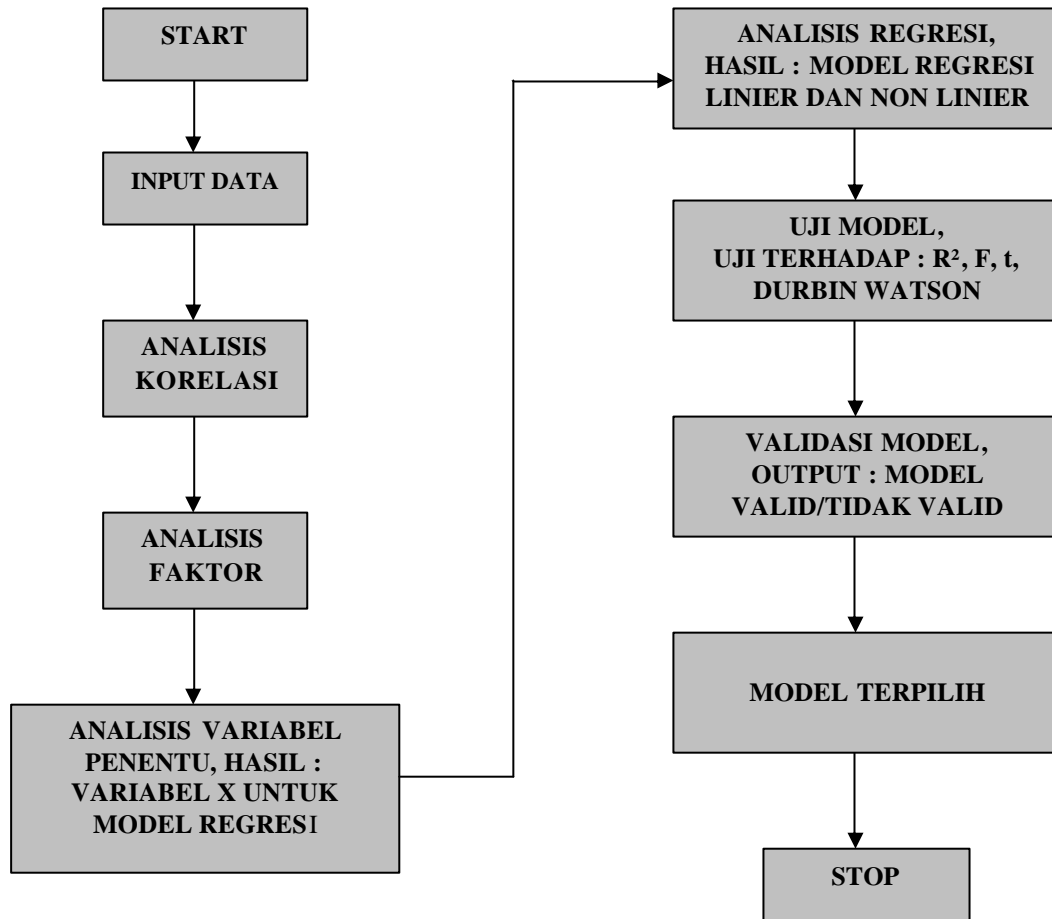 START
INPUT DATA
ANALISIS
KORELASI
ANALISIS
FAKTOR
ANALISIS VARIABEL
PENENTU, HASIL :
VARIABEL X UNTUK
MODEL REGRESI
ANALISIS REGRESI,
HASIL : MODEL REGRESI
LINIER DAN NON LINIER
UJI MODEL,
UJI TERHADAP : R², F, t,
DURBIN WATSON
VALIDASI MODEL,
OUTPUT : MODEL
VALID/TIDAK VALID
MODEL TERPILIH
STOP